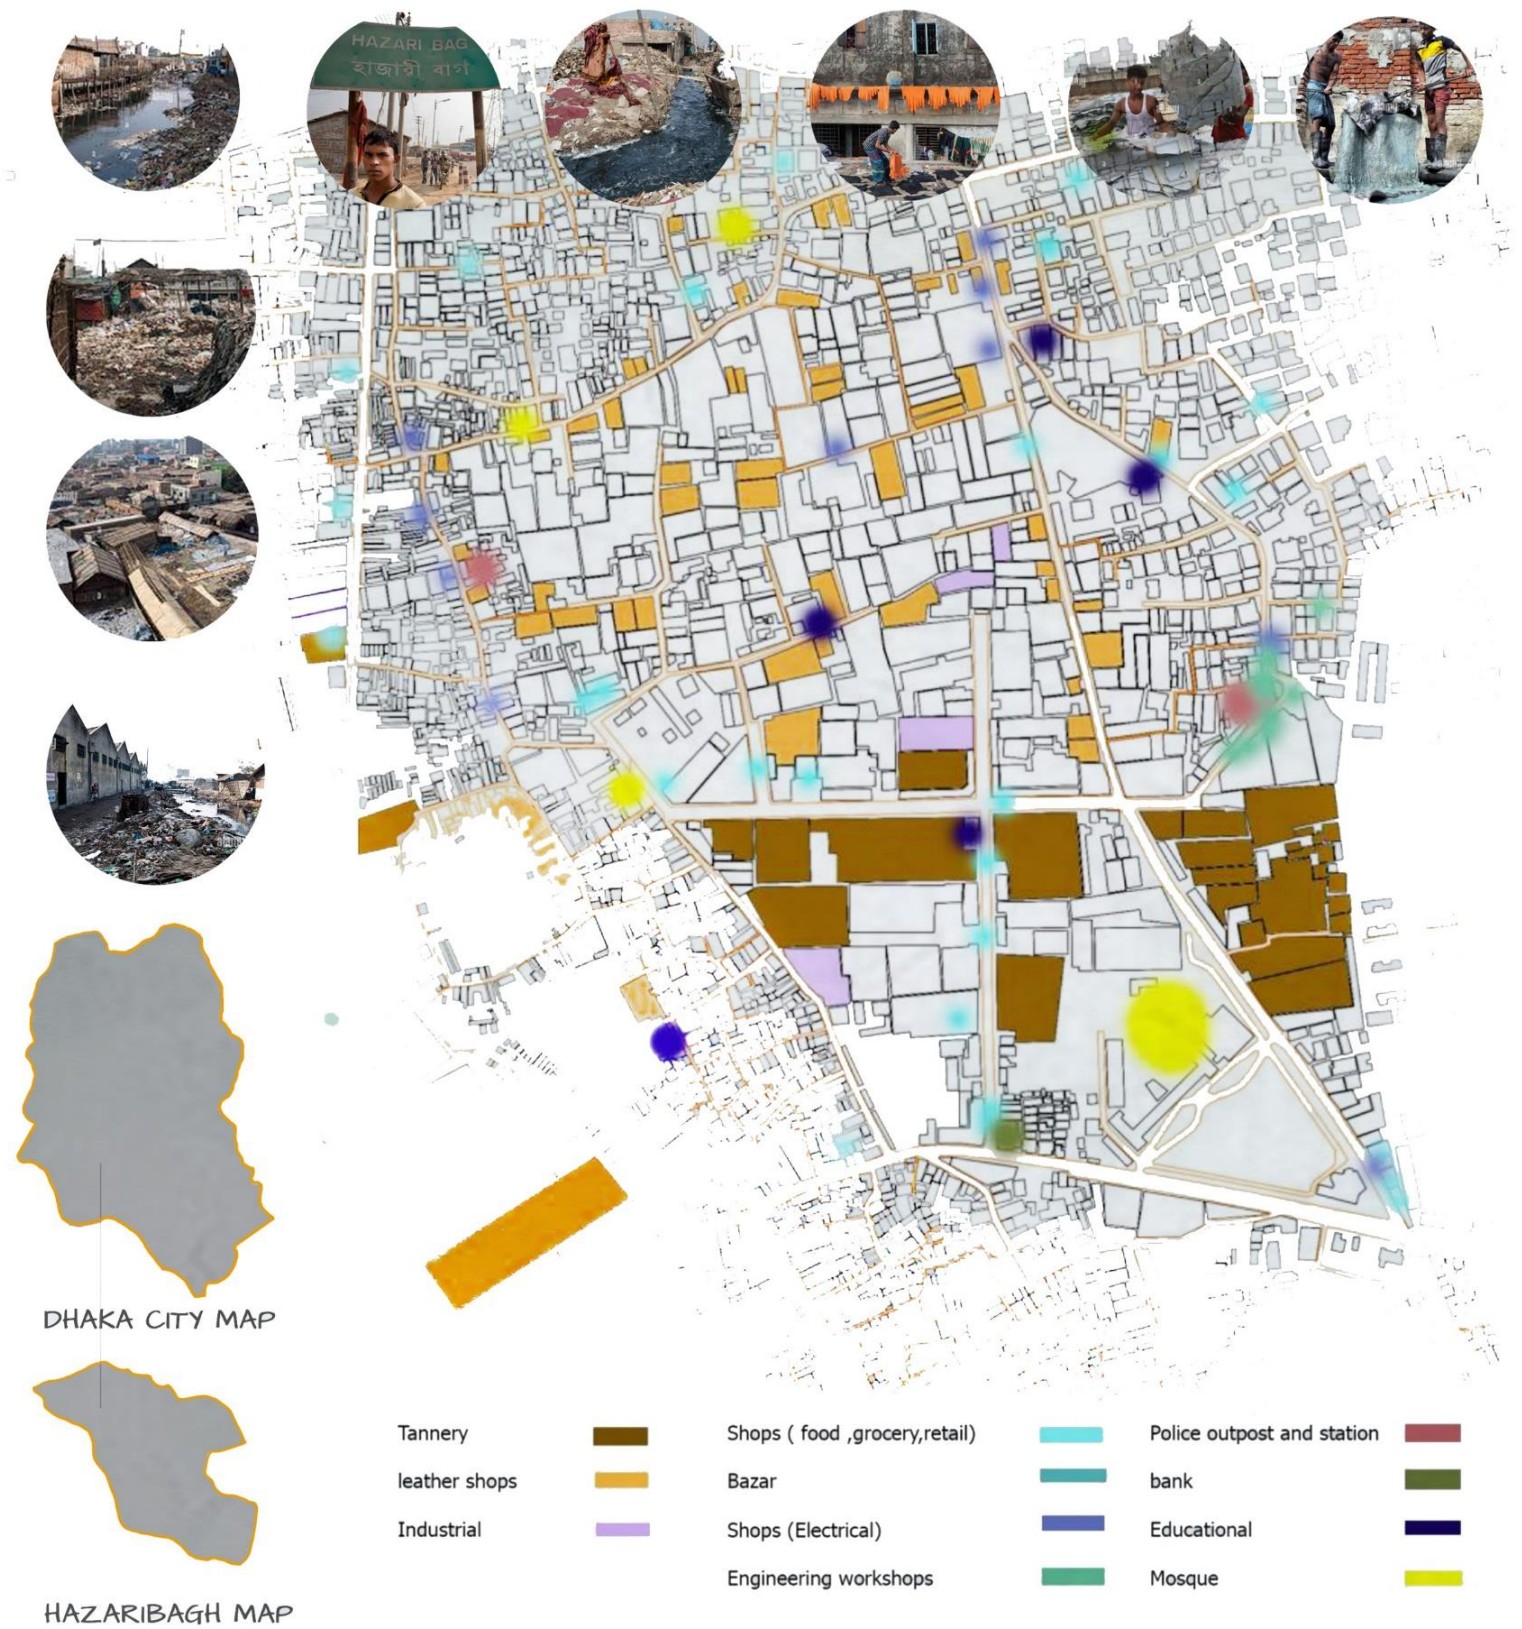 HAZARI BAG
হাজারী বাগ
DHAKA CITY MAP
HAZARIBAGH MAP
Tannery
leather shops
Industrial
Shops ( food ,grocery,retail)
Bazar
Shops (Electrical)
Engineering workshops
Police outpost and station
bank
Educational
Mosque